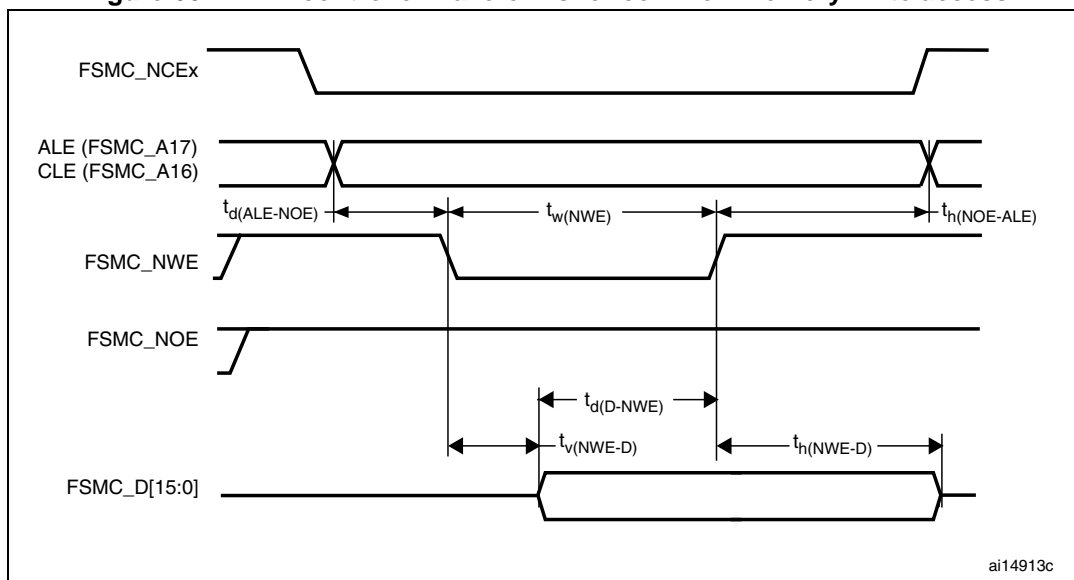 FSMC_NCEx
ALE (FSMC_A17)
CLE (FSMC_A16)
td(ALE-NOE)
tw(NWE)
th(NOE-ALE)
FSMC_NWE
FSMC_NOE
td(D-NWE)
tv(NWE-D)
th(NWE-D)
FSMC_D[15:0]
ai14913c